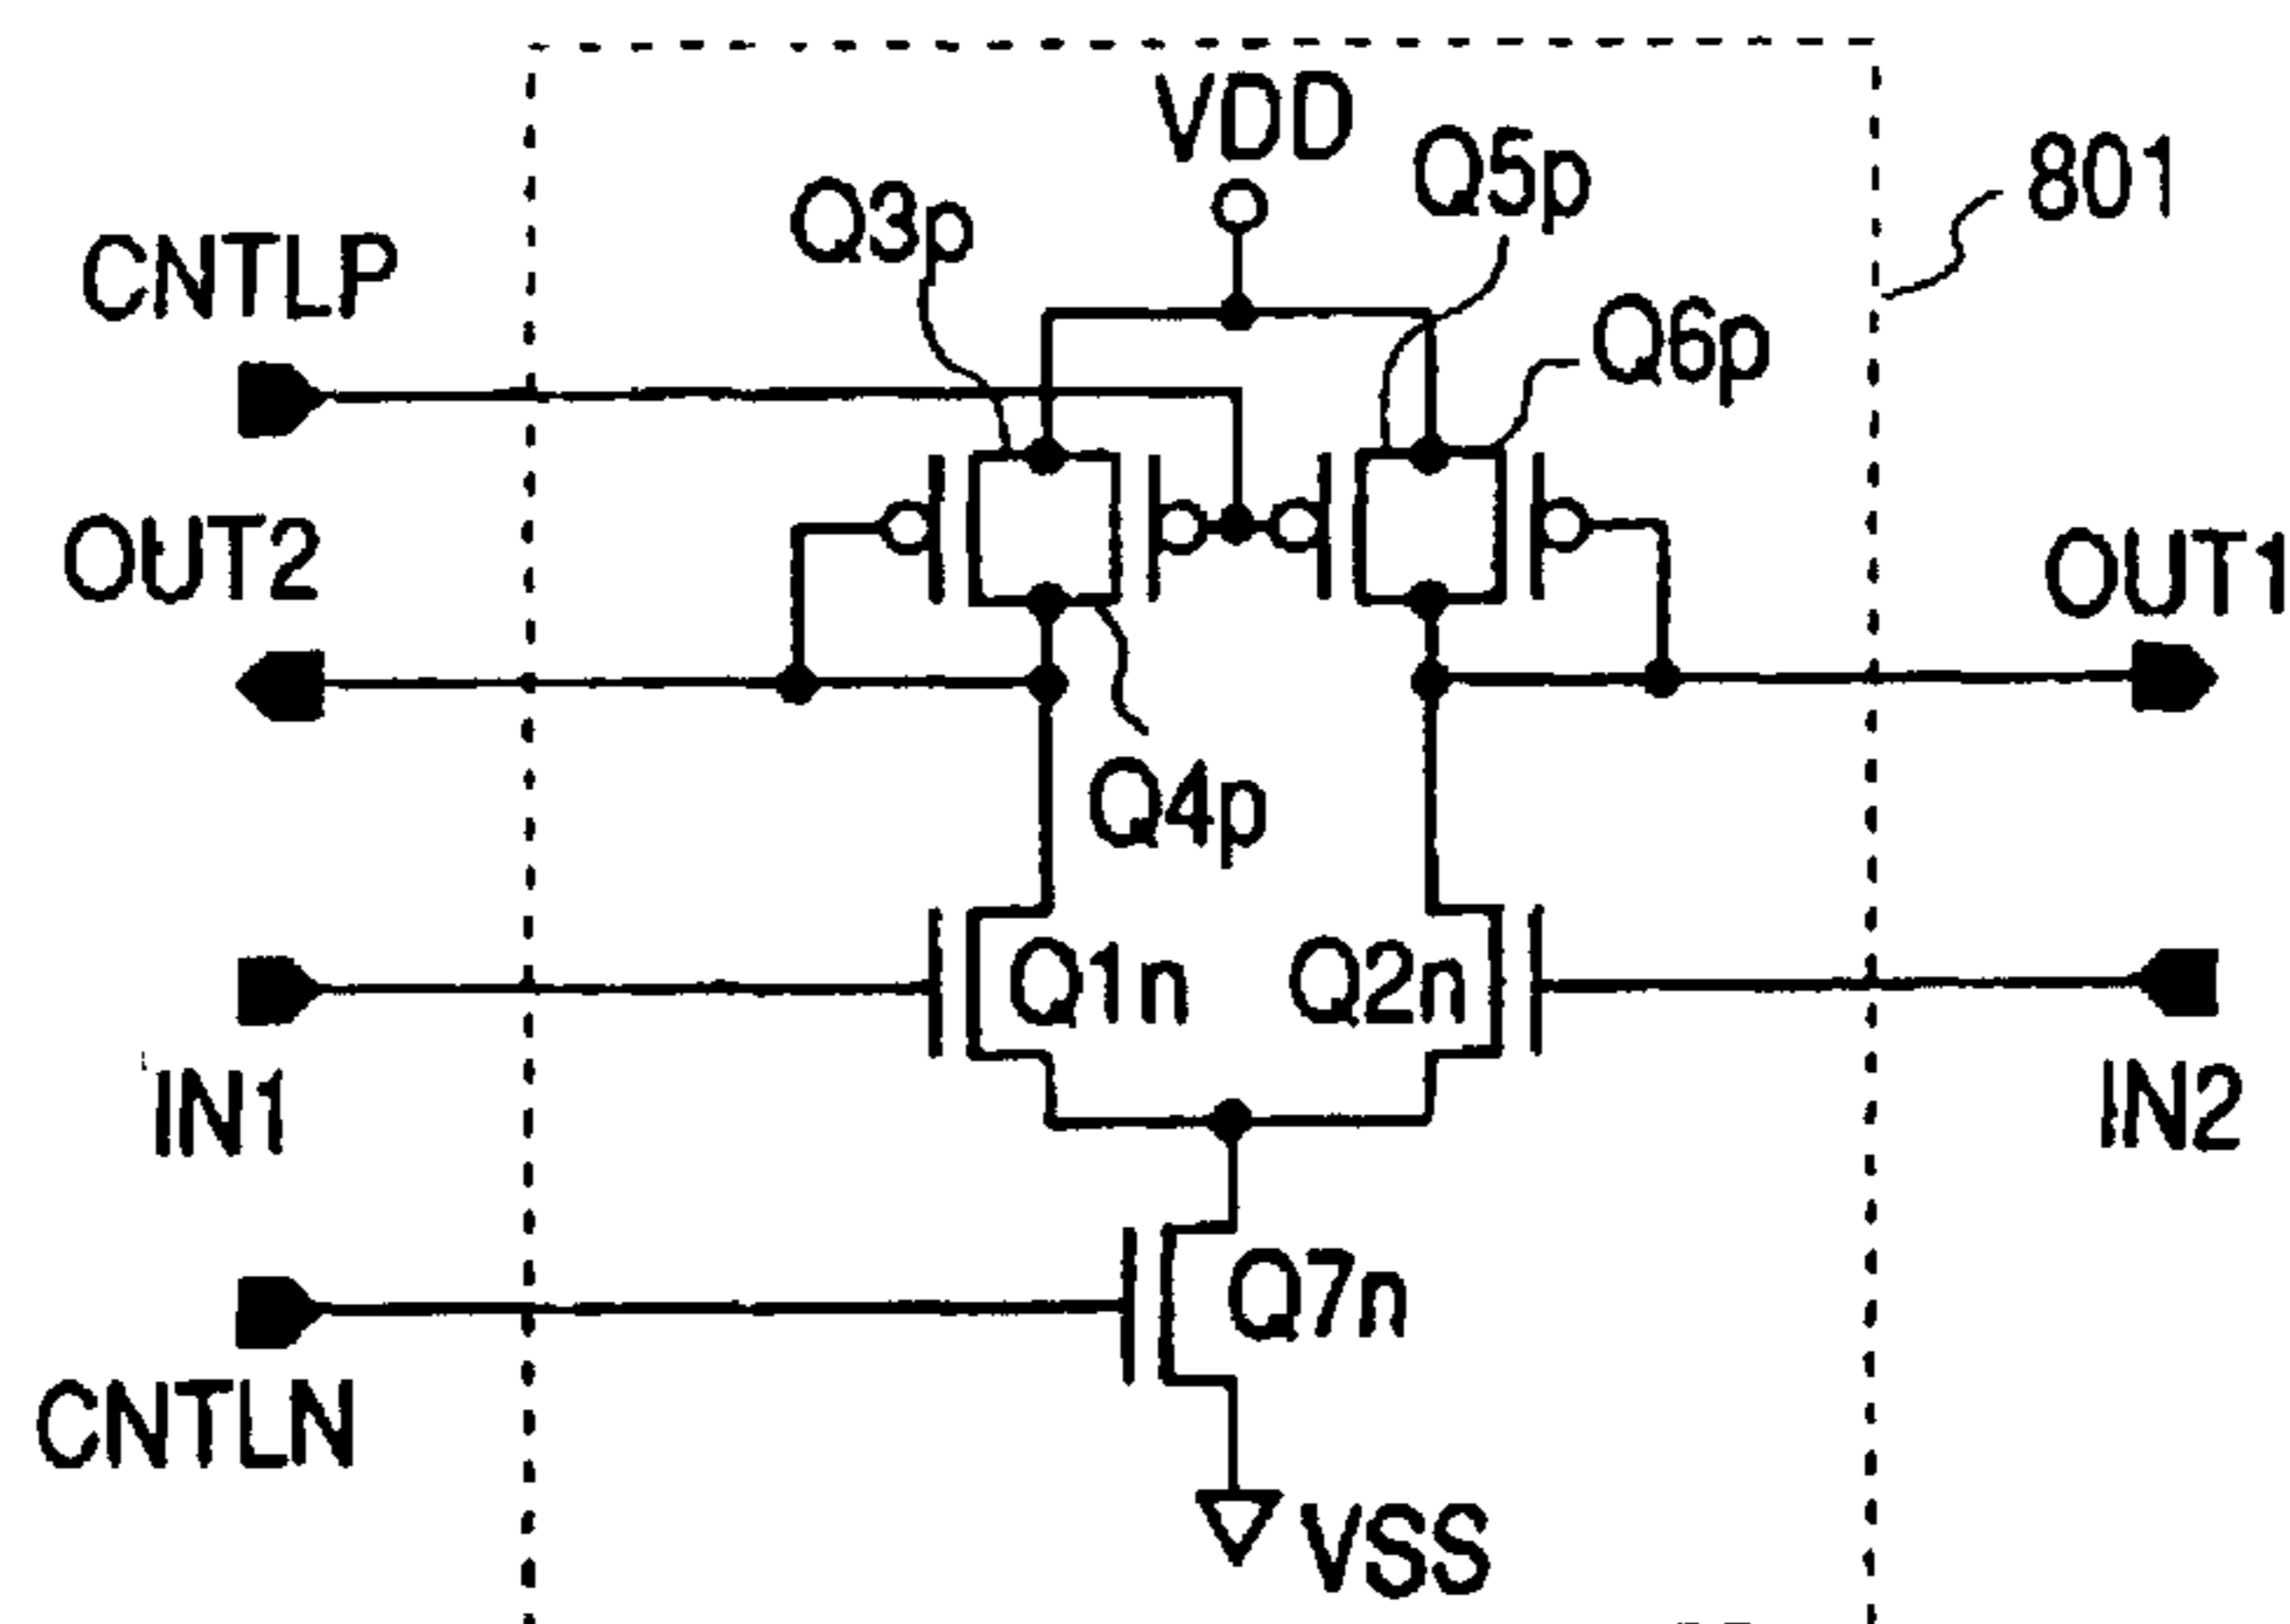 VDD
Q5p
801
Q3p
CNTLP
Q6p
OUT2
OUT1
Q4p
Q1n
Q2n
IN1
IN2
Q7n
CNTLN
VSS